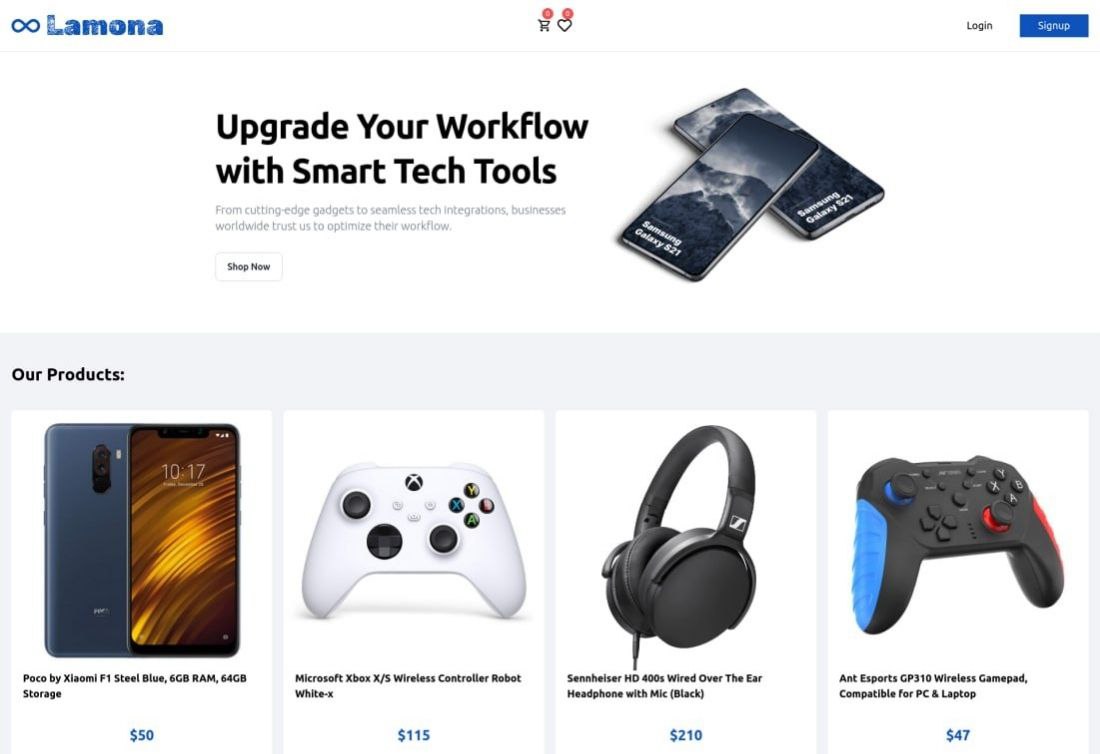 Lamona
0 0
Login
Signup
Upgrade Your Workflow
with Smart Tech Tools
From cutting-edge gadgets to seamless tech integrations, businesses
worldwide trust us to optimize their workflow.
Shop Now
Samsung
Galaxy S21
Samsung
Galaxy S21
Our Products:
10:17
POCO
Y
X
B
A
Y
X
B
A
Poco by Xiaomi F1 Steel Blue, 6GB RAM, 64GB
Storage
$50
Microsoft Xbox X/S Wireless Controller Robot
White-x
$115
Sennheiser HD 400s Wired Over The Ear
Headphone with Mic (Black)
$210
Ant Esports GP310 Wireless Gamepad,
Compatible for PC & Laptop
$47